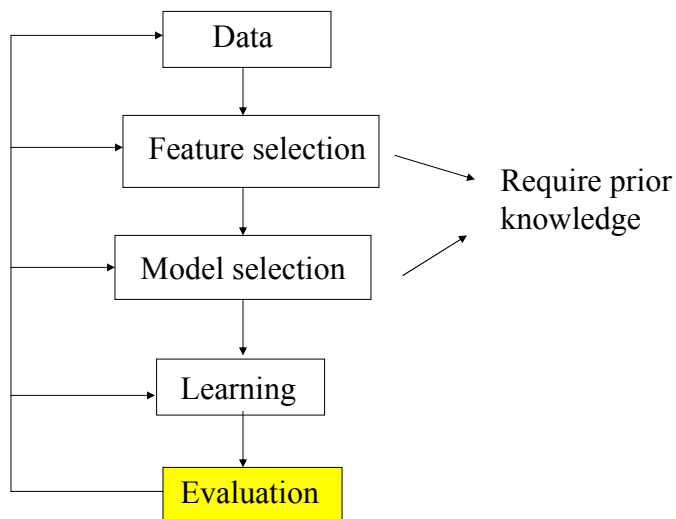 Data
Feature selection
Require prior
knowledge
Model selection
Learning
Evaluation